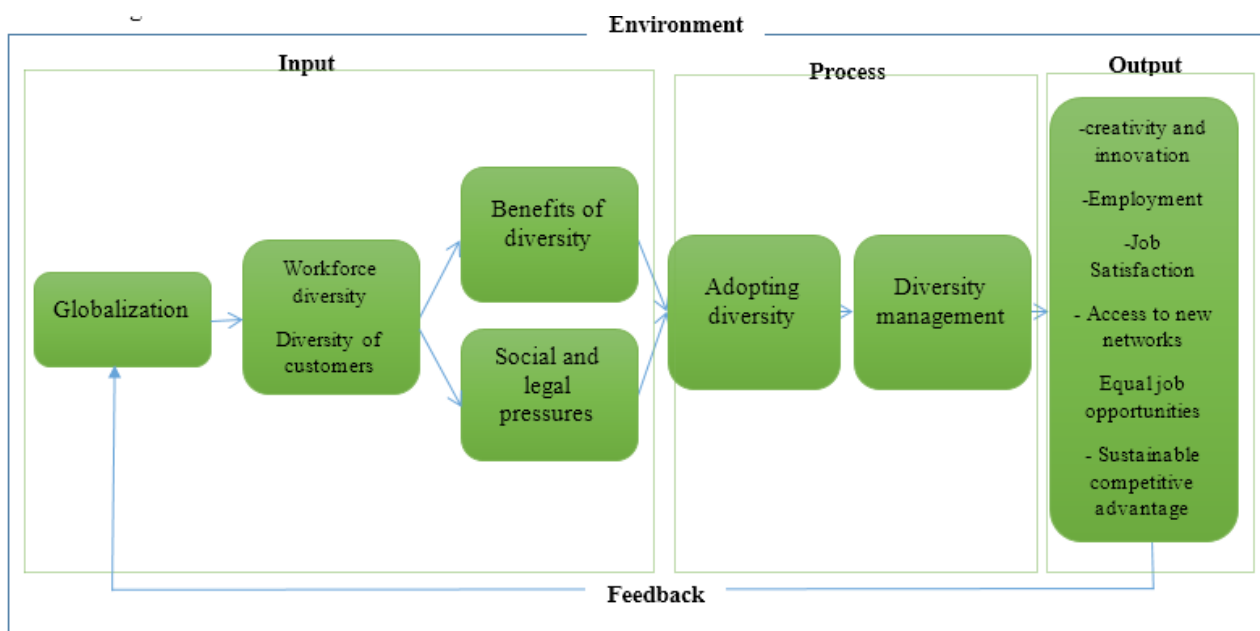 Environment
Input
Process
Output
Globalization
Workforce
diversity
Diversity of
customers
Benefits of
diversity
Social and
legal
pressures
Adopting
diversity
Diversity
management
-creativity and
innovation
-Employment
-Job
Satisfaction
- Access to new
networks
Equal job
opportunities
- Sustainable
competitive
advantage
Feedback